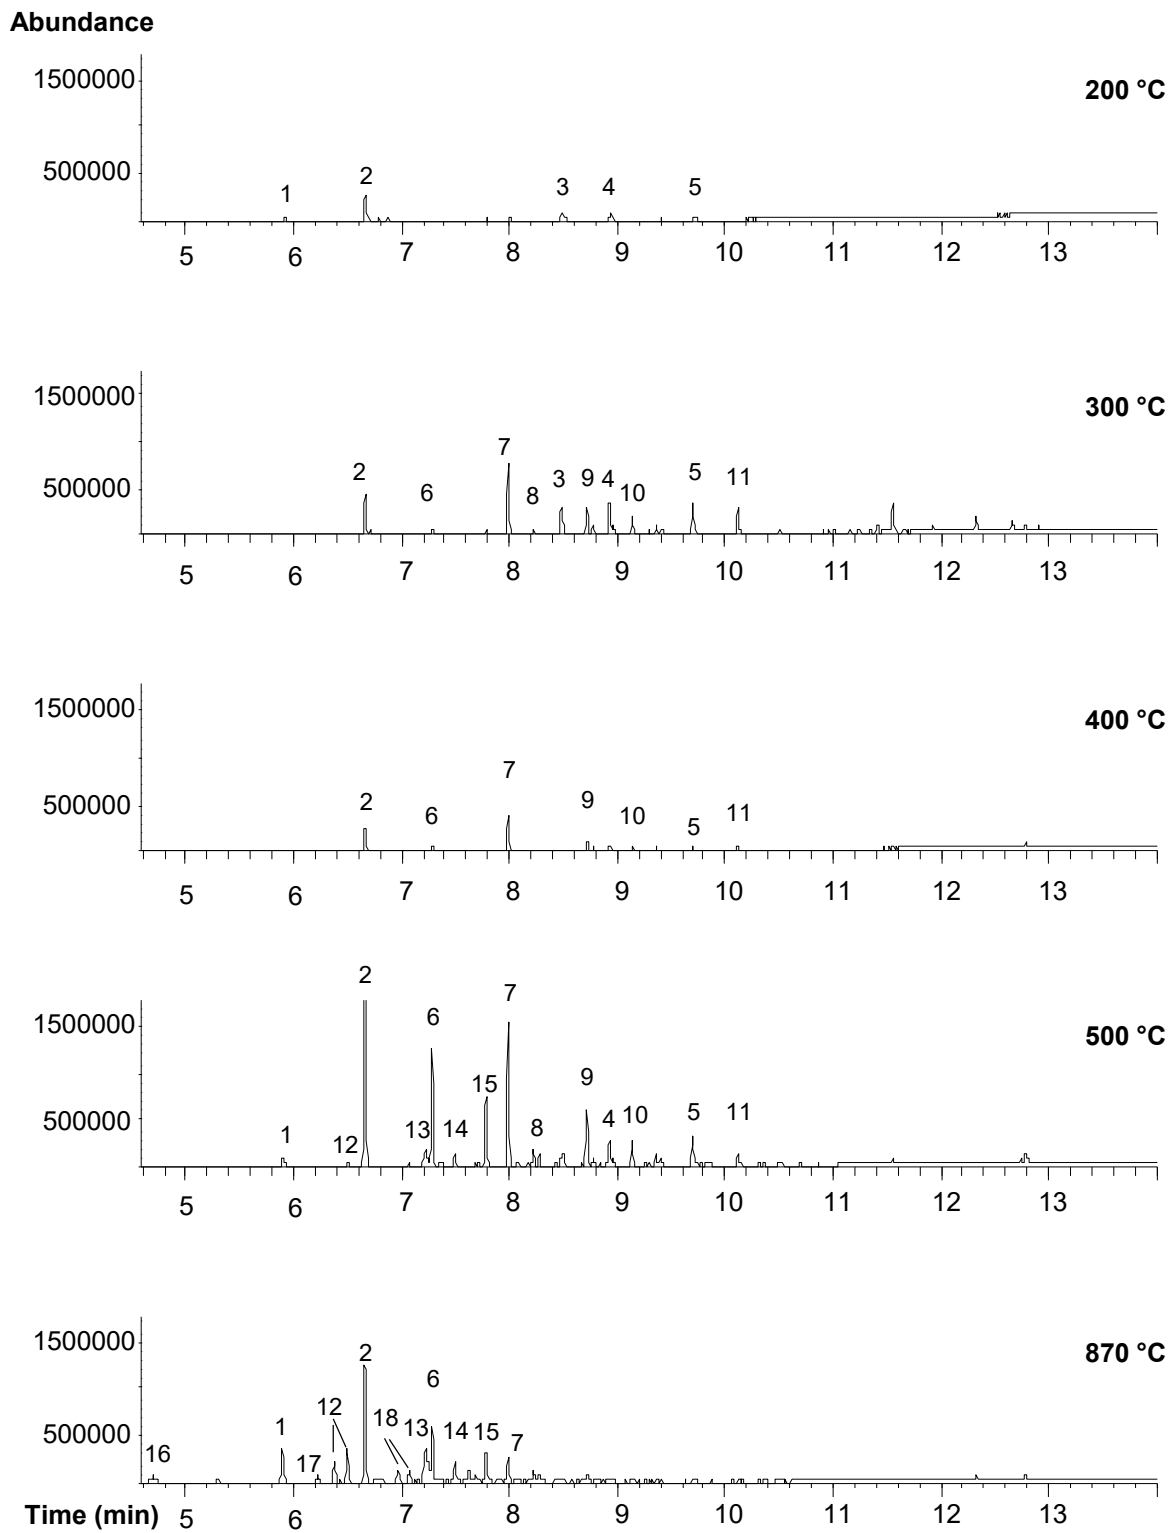 Abundance
1500000
200 °C
500000
1 2 3 4 5
5 6 7 8 9 10 11 12 13
1500000
300 °C
500000
2 6 7 8 3 9 4 10 5 11
5 6 7 8 9 10 11 12 13
1500000
400 °C
500000
2 6 7 9 10 5 11
5 6 7 8 9 10 11 12 13
1500000
500 °C
500000
1 12 2 13 6 14 15 7 8 9 4 10 5 11
5 6 7 8 9 10 11 12 13
1500000
870 °C
500000
16 1 17 12 2 18 13 6 14 15 7
Time (min) 5 6 7 8 9 10 11 12 13